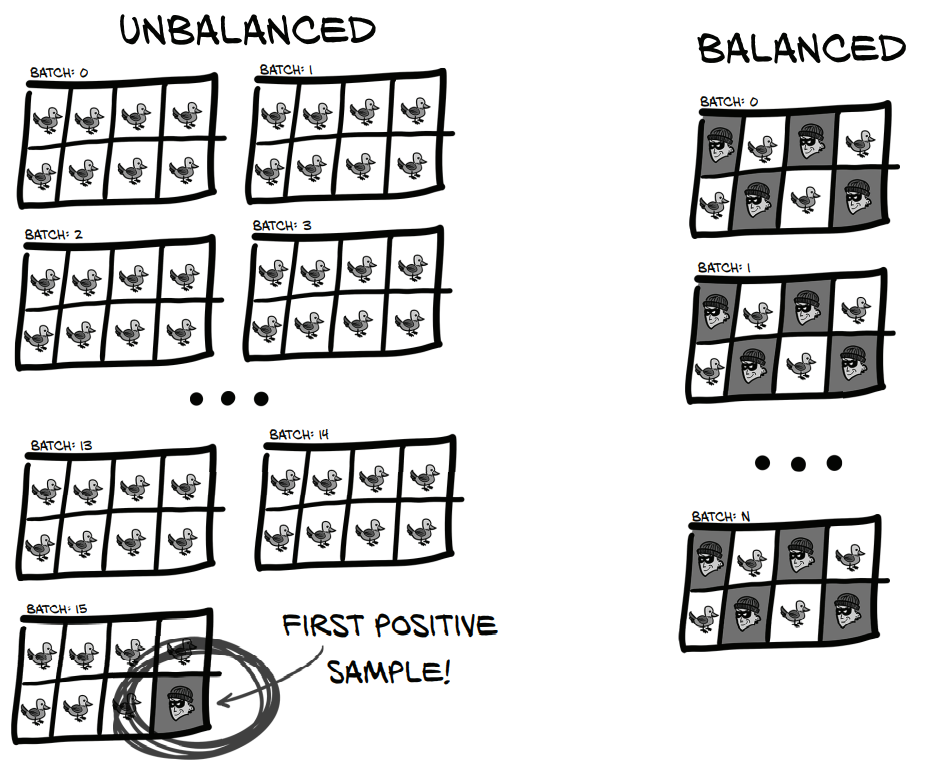 UNBALANCED
BATCH: 0
BATCH: 1
BATCH: 2
BATCH: 3
BATCH: 13
BATCH: 14
BATCH: 15
FIRST POSITIVE
SAMPLE!
BALANCED
BATCH: 0
BATCH: 1
BATCH: N